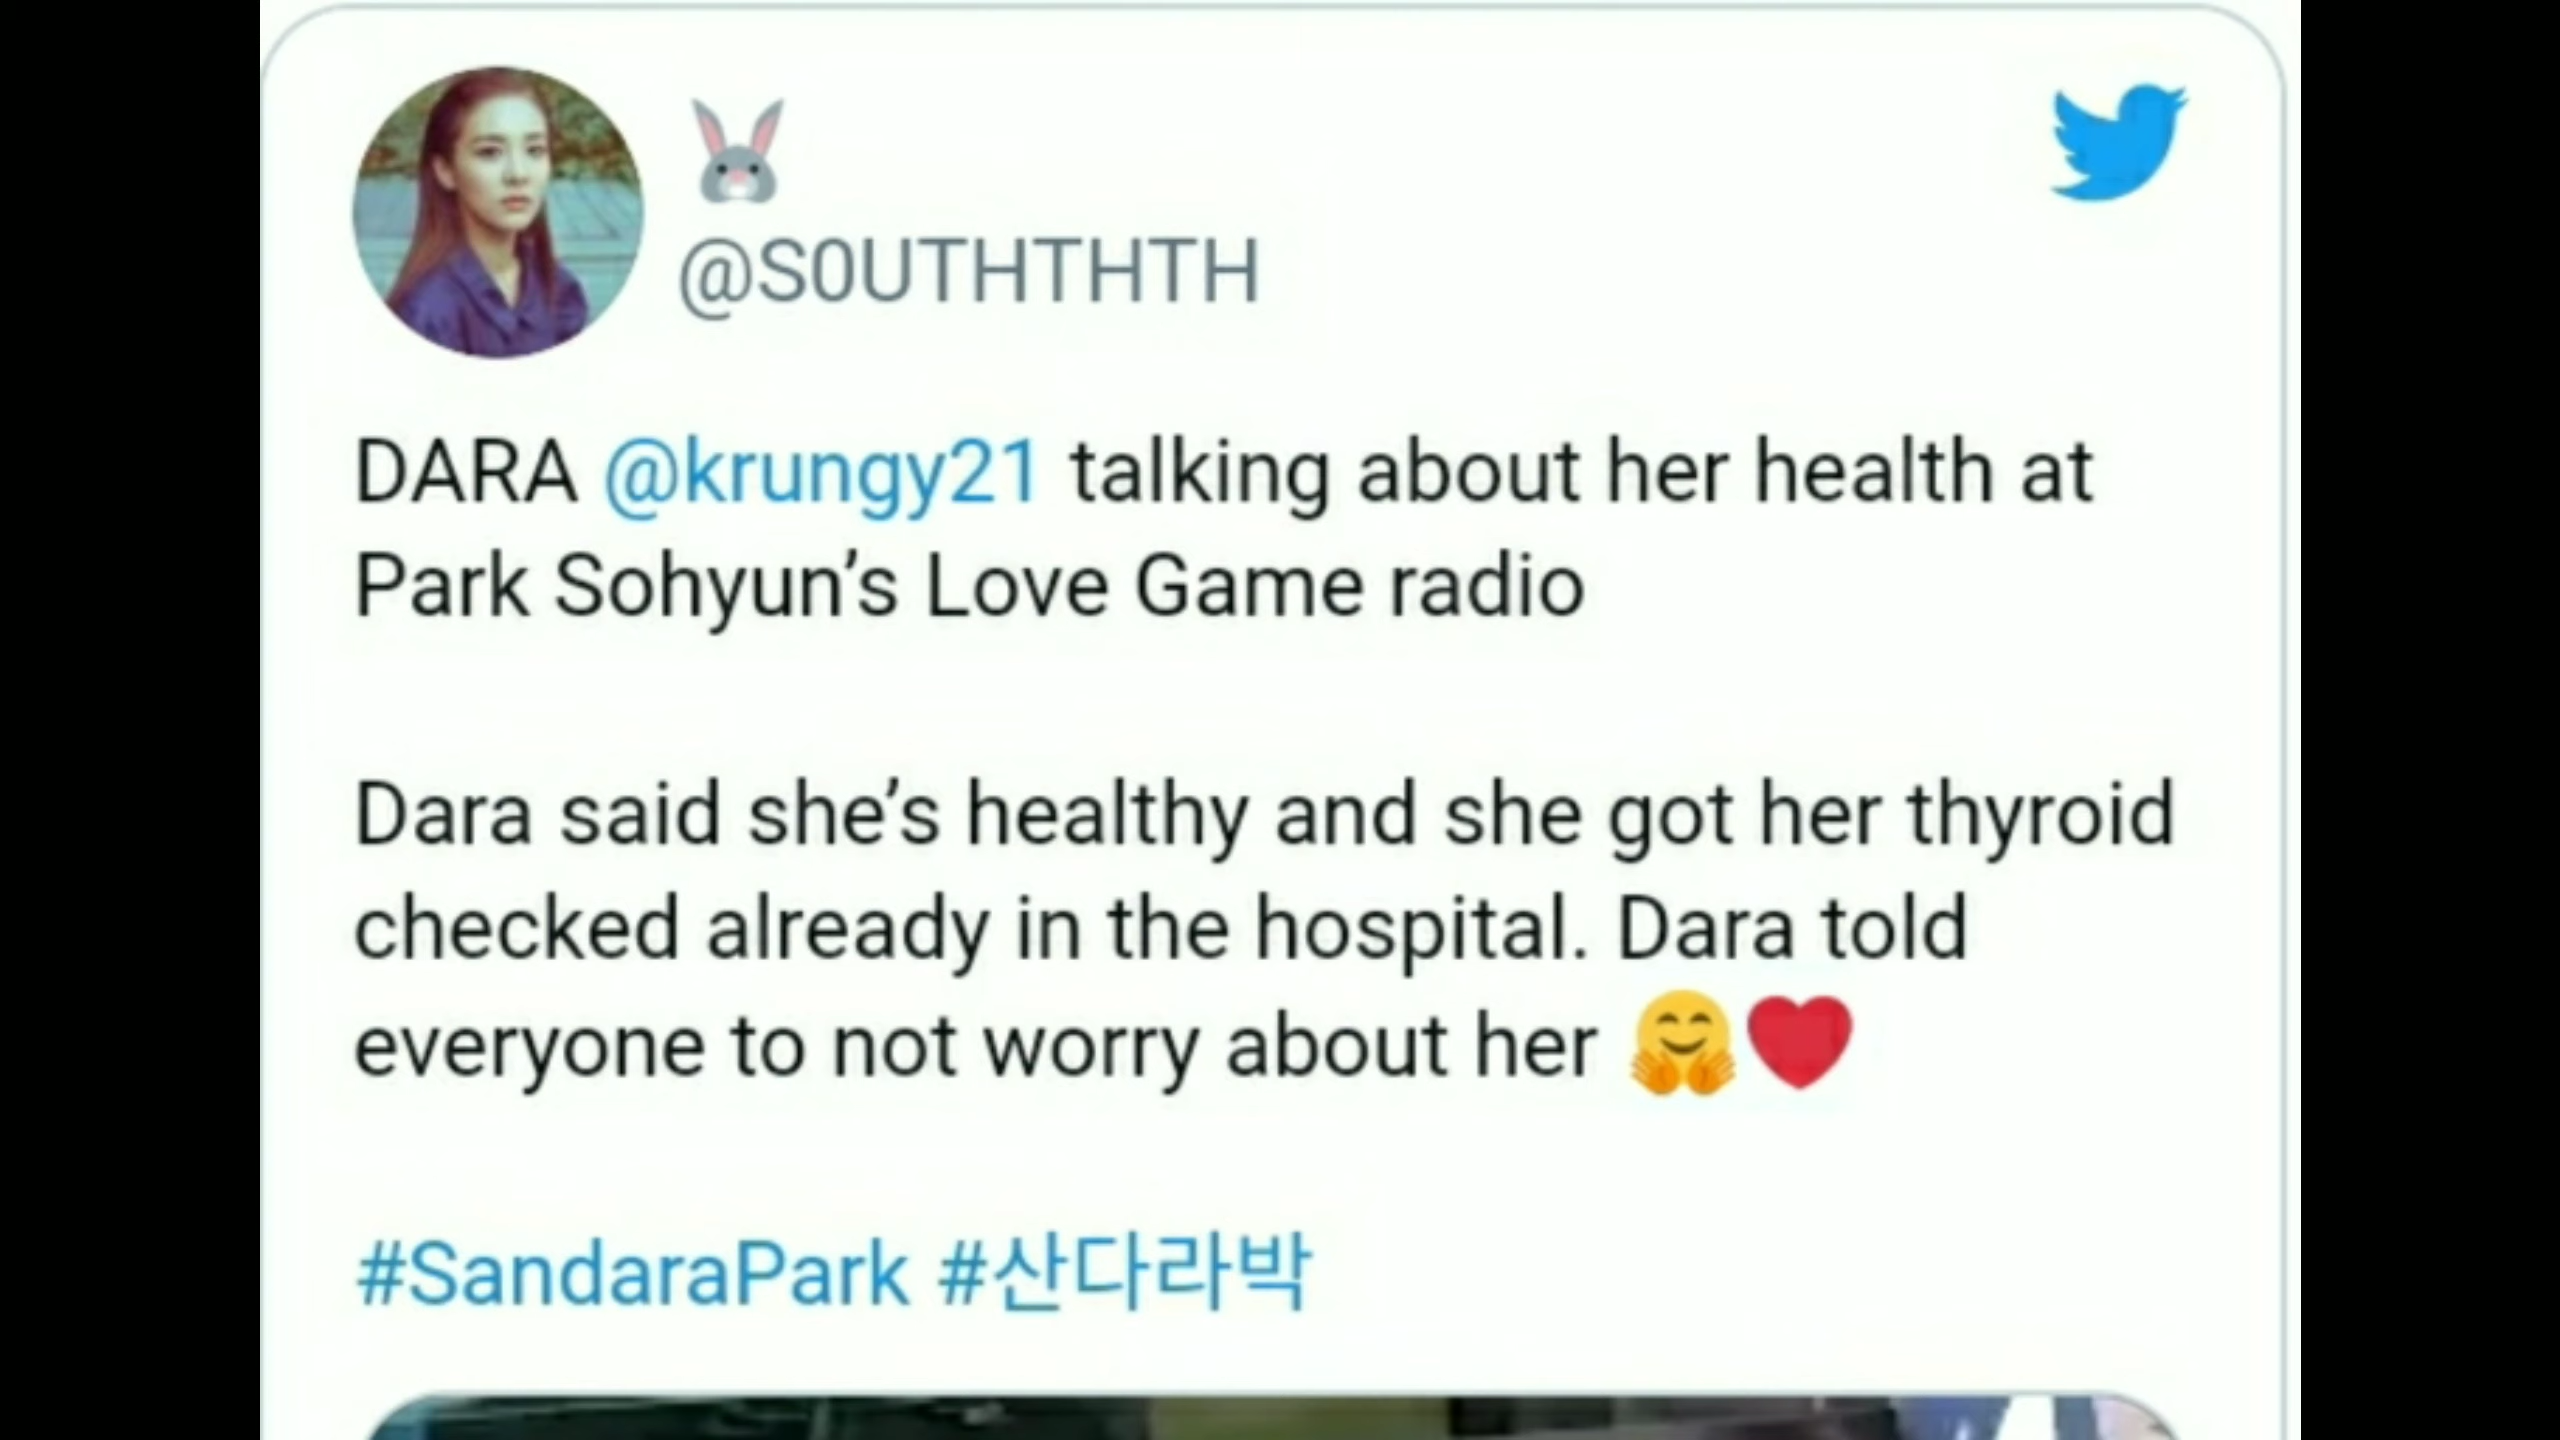 🐰
@S0UTHTHTH
DARA @krungy21 talking about her health at
Park Sohyun’s Love Game radio
Dara said she’s healthy and she got her thyroid
checked already in the hospital. Dara told
everyone to not worry about her 🤗❤️
#SandaraPark #산다라박